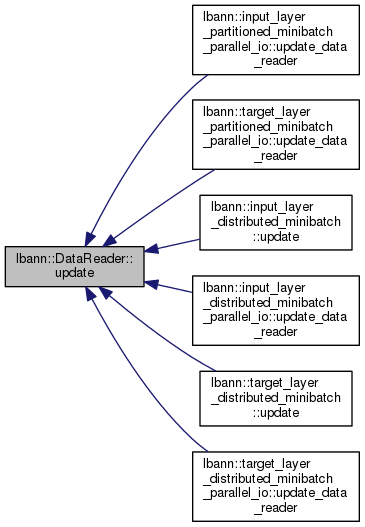 lbann::input_layer
_partitioned_minibatch
_parallel_io::update_data
_reader
lbann::target_layer
_partitioned_minibatch
_parallel_io::update_data
_reader
lbann::input_layer
_distributed_minibatch
::update
lbann::DataReader::
update
lbann::input_layer
_distributed_minibatch
_parallel_io::update_data
_reader
lbann::target_layer
_distributed_minibatch
::update
lbann::target_layer
_distributed_minibatch
_parallel_io::update_data
_reader